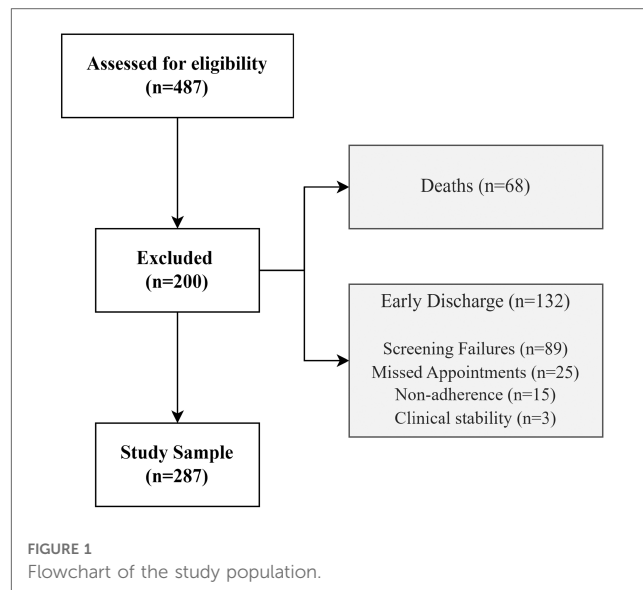 Assessed for eligibility
(n=487)
Deaths (n=68)
Excluded
(n=200)
Early Discharge (n=132)
Screening Failures (n=89)
Missed Appointments (n=25)
Non-adherence (n=15)
Clinical stability (n=3)
Study Sample
(n=287)
FIGURE 1
Flowchart of the study population.